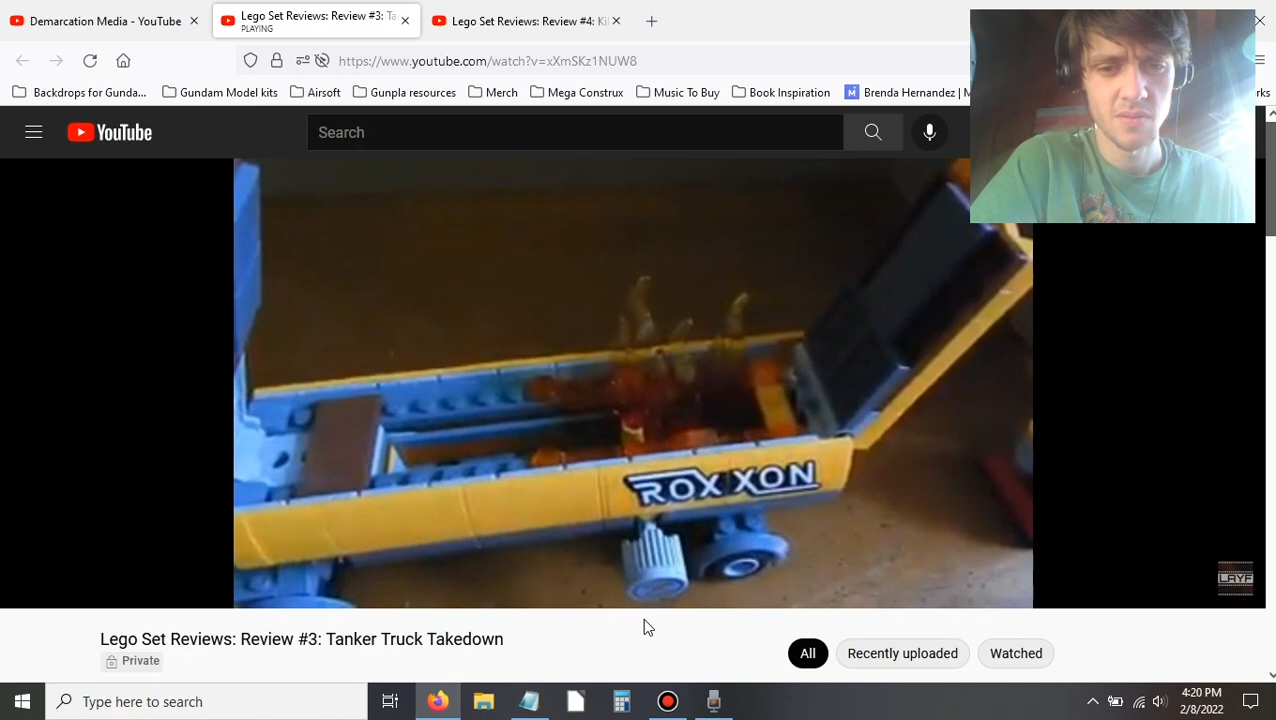 Demarcation Media - YouTube
Lego Set Reviews: Review #3: Ta
PLAYING
Lego Set Reviews: Review #4: Ki
https://www.youtube.com/watch?v=xXmSKz1NUW8
Backdrops for Gunda...
Gundam Model kits
Airsoft
Gunpla resources
Merch
Mega Construx
Music To Buy
Book Inspiration
M
Brenda Hernandez | M
rks
YouTube
Search
ROXXON
LAYF
Lego Set Reviews: Review #3: Tanker Truck Takedown
Private
All
Recently uploaded
Watched
Type here to search
4:20 PM
2/8/2022